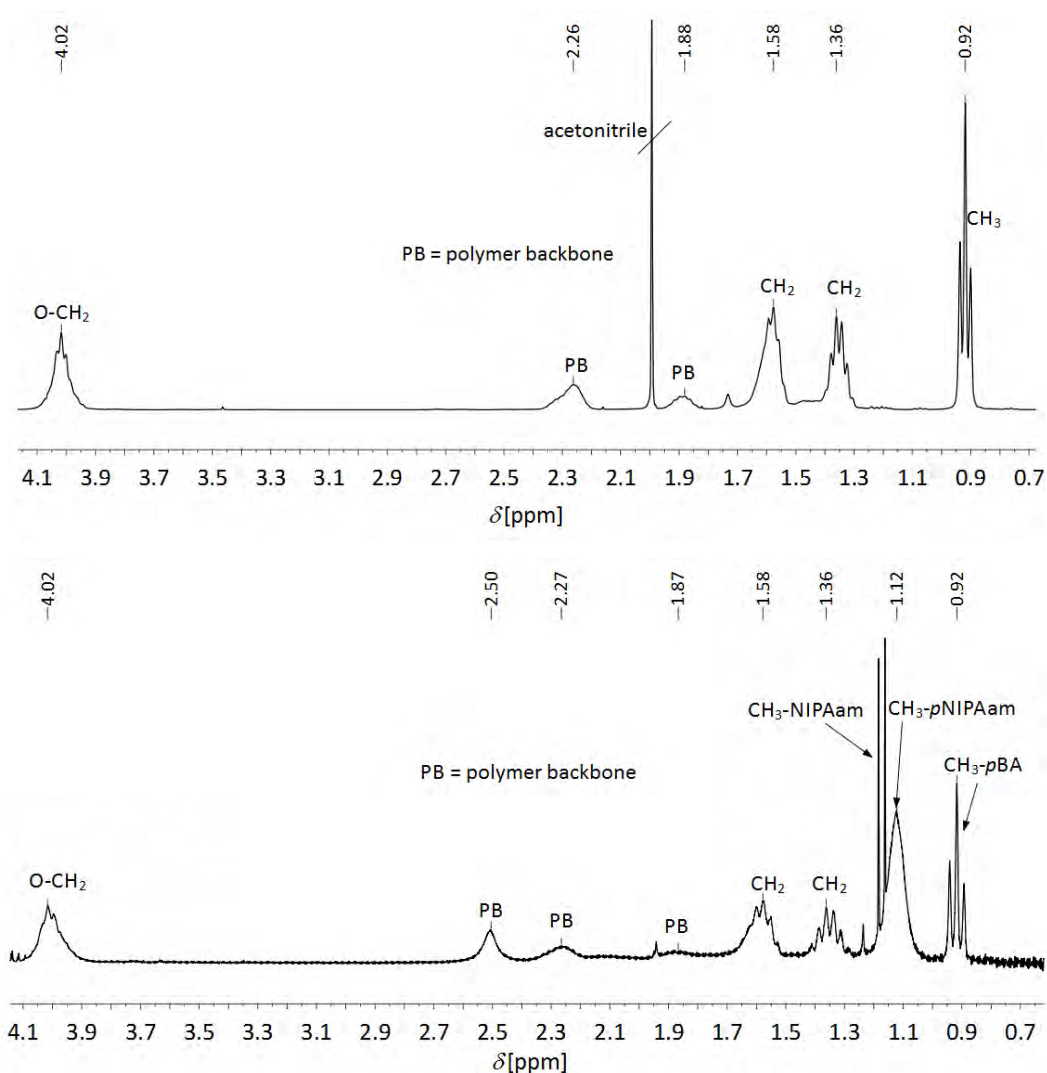 −4.02 −2.26 −1.88 −1.58 −1.36 −0.92
acetonitrile
CH3
PB = polymer backbone
O-CH2 PB PB CH2 CH2
4.1 3.9 3.7 3.5 3.3 3.1 2.9 2.7 2.5 2.3 2.1 1.9 1.7 1.5 1.3 1.1 0.9 0.7
δ[ppm]
−4.02 −2.50 −2.27 −1.87 −1.58 −1.36 −1.12 −0.92
CH3-NIPAam CH3-pNIPAam
PB = polymer backbone CH3-pBA
O-CH2 PB PB PB CH2 CH2
4.1 3.9 3.7 3.5 3.3 3.1 2.9 2.7 2.5 2.3 2.1 1.9 1.7 1.5 1.3 1.1 0.9 0.7
δ[ppm]